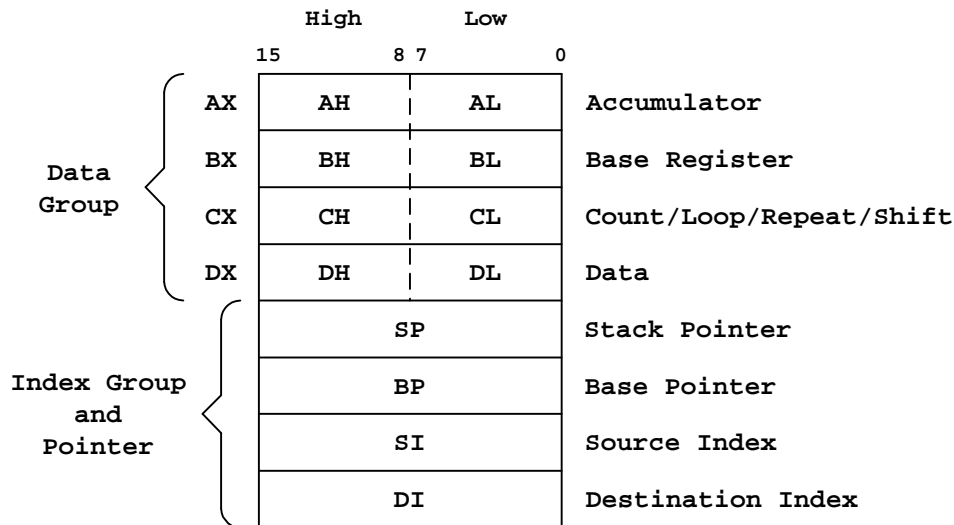 High Low
15 8 7 0
AX AH AL Accumulator
BX BH BL Base Register
Data
Group
CX CH CL Count/Loop/Repeat/Shift
DX DH DL Data
SP Stack Pointer
Index Group
and
Pointer
BP Base Pointer
SI Source Index
DI Destination Index